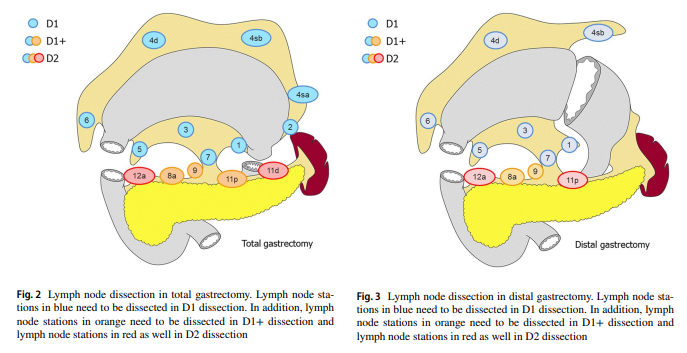 D1
D1+
D2
4d
4sb
4sa
6
3
2
1
5
7
9
12a
8a
11p
11d
Total gastrectomy
Fig. 2 Lymph node dissection in total gastrectomy. Lymph node sta-
tions in blue need to be dissected in D1 dissection. In addition, lymph
node stations in orange need to be dissected in D1+ dissection and
lymph node stations in red as well in D2 dissection
D1
D1+
D2
4d
4sb
6
3
5
1
7
9
12a
8a
11p
Distal gastrectomy
Fig. 3 Lymph node dissection in distal gastrectomy. Lymph node sta-
tions in blue need to be dissected in D1 dissection. In addition, lymph
node stations in orange need to be dissected in D1+ dissection and
lymph node stations in red as well in D2 dissection